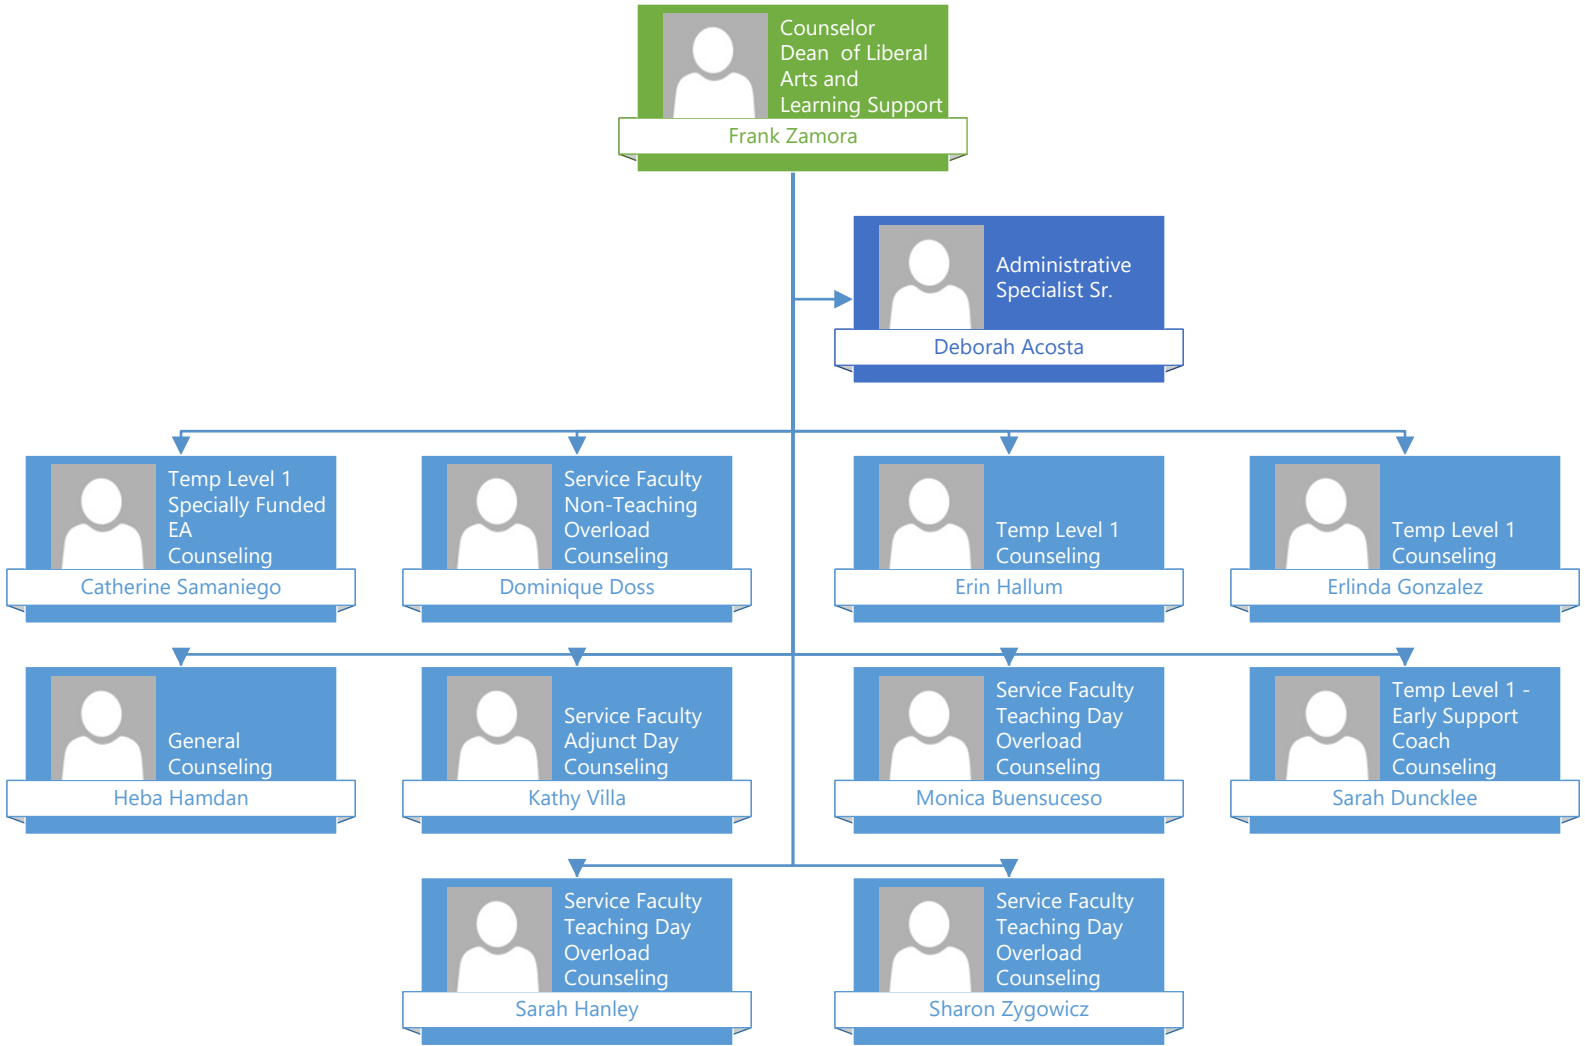 Counselor
Dean  of Liberal
Arts and
Learning Support
Frank Zamora
Administrative
Specialist Sr.
Deborah Acosta
Temp Level 1
Specially Funded
EA
Counseling
Catherine Samaniego
Service Faculty
Non-Teaching
Overload
Counseling
Dominique Doss
Temp Level 1
Counseling
Erin Hallum
Temp Level 1
Counseling
Erlinda Gonzalez
General
Counseling
Heba Hamdan
Service Faculty
Adjunct Day
Counseling
Kathy Villa
Service Faculty
Teaching Day
Overload
Counseling
Monica Buensuceso
Temp Level 1 -
Early Support
Coach
Counseling
Sarah Duncklee
Service Faculty
Teaching Day
Overload
Counseling
Sarah Hanley
Service Faculty
Teaching Day
Overload
Counseling
Sharon Zygowicz